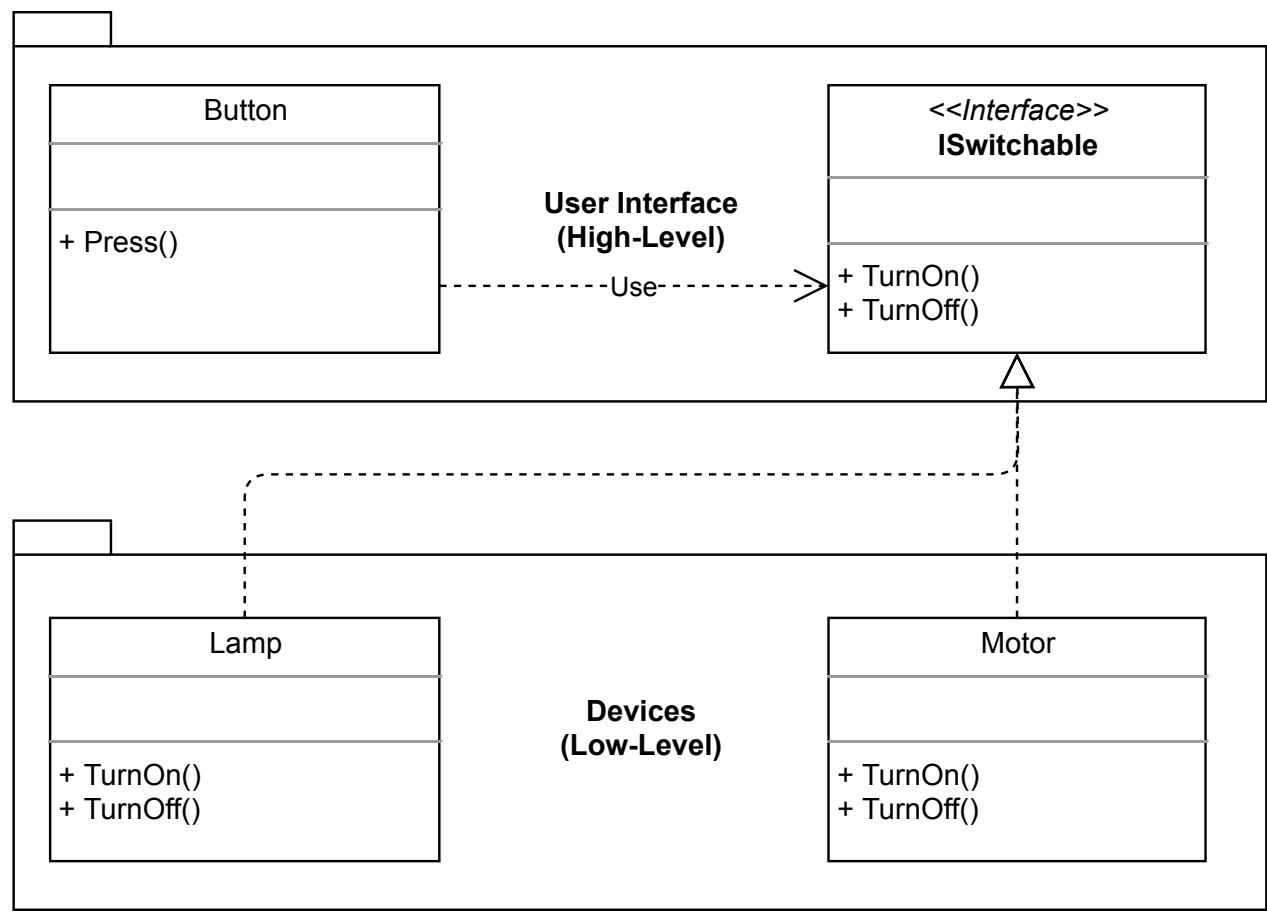 Button
+ Press()
User Interface
(High-Level)
Use
<<Interface>>
ISwitchable
+ TurnOn()
+ TurnOff()
Lamp
+ TurnOn()
+ TurnOff()
Devices
(Low-Level)
Motor
+ TurnOn()
+ TurnOff()